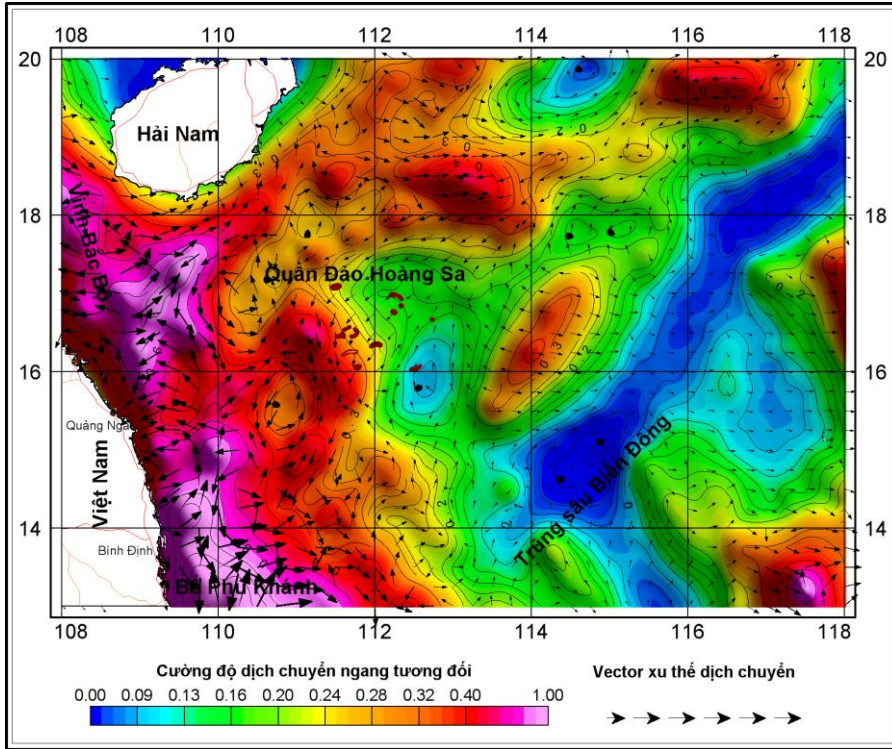 108 110 112 114 116 118
20 20
Hải Nam
18 18
Vịnh Bắc Bộ
Quần Đảo Hoàng Sa
16 16
Quảng Ngãi
Việt Nam
Trũng sâu Biển Đông
14 14
Bình Định
Bể Phú Khánh
108 110 112 114 116 118
Cường độ dịch chuyển ngang tương đối
Vector xu thế dịch chuyển
0.00 0.09 0.13 0.16 0.20 0.24 0.28 0.32 0.40 1.00